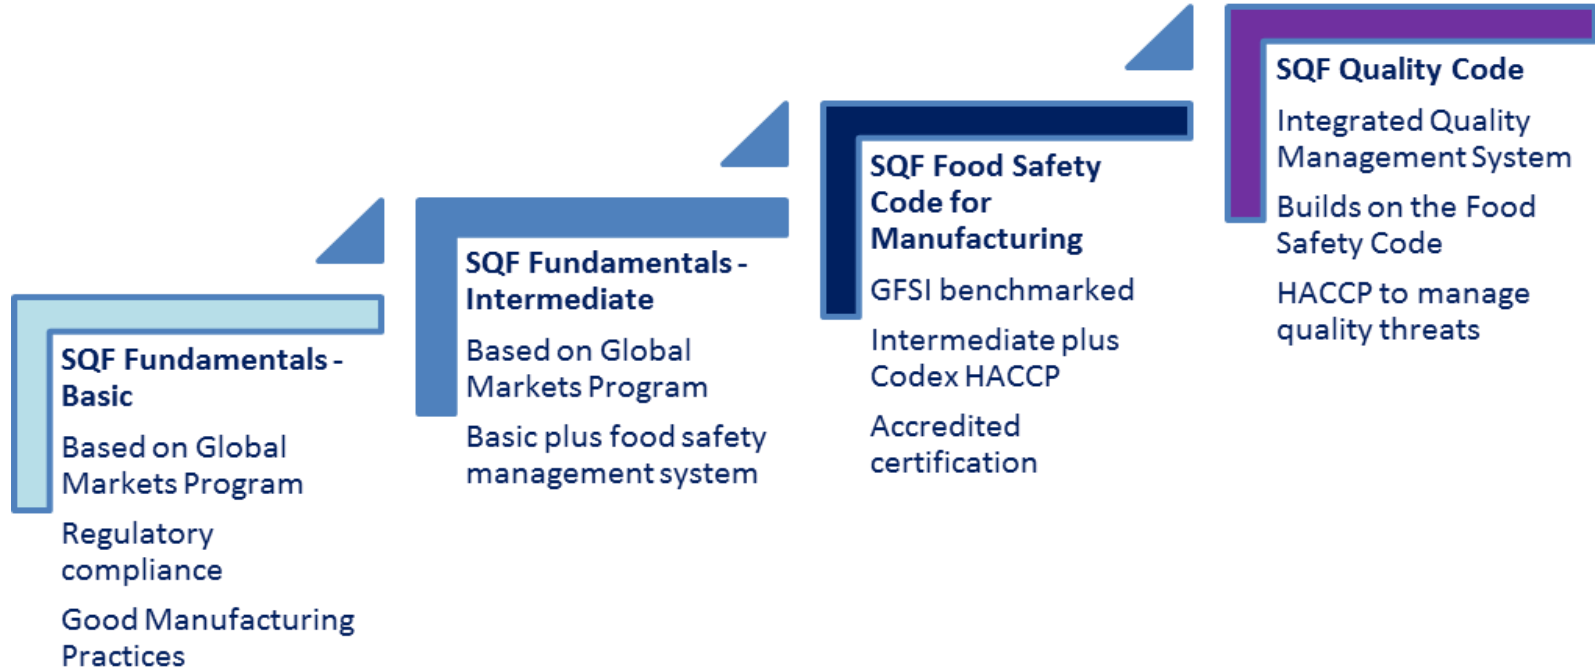 SQF Fundamentals -
Basic
Based on Global
Markets Program
Regulatory
compliance
Good Manufacturing
Practices
SQF Fundamentals -
Intermediate
Based on Global
Markets Program
Basic plus food safety
management system
SQF Food Safety
Code for
Manufacturing
GFSI benchmarked
Intermediate plus
Codex HACCP
Accredited
certification
SQF Quality Code
Integrated Quality
Management System
Builds on the Food
Safety Code
HACCP to manage
quality threats